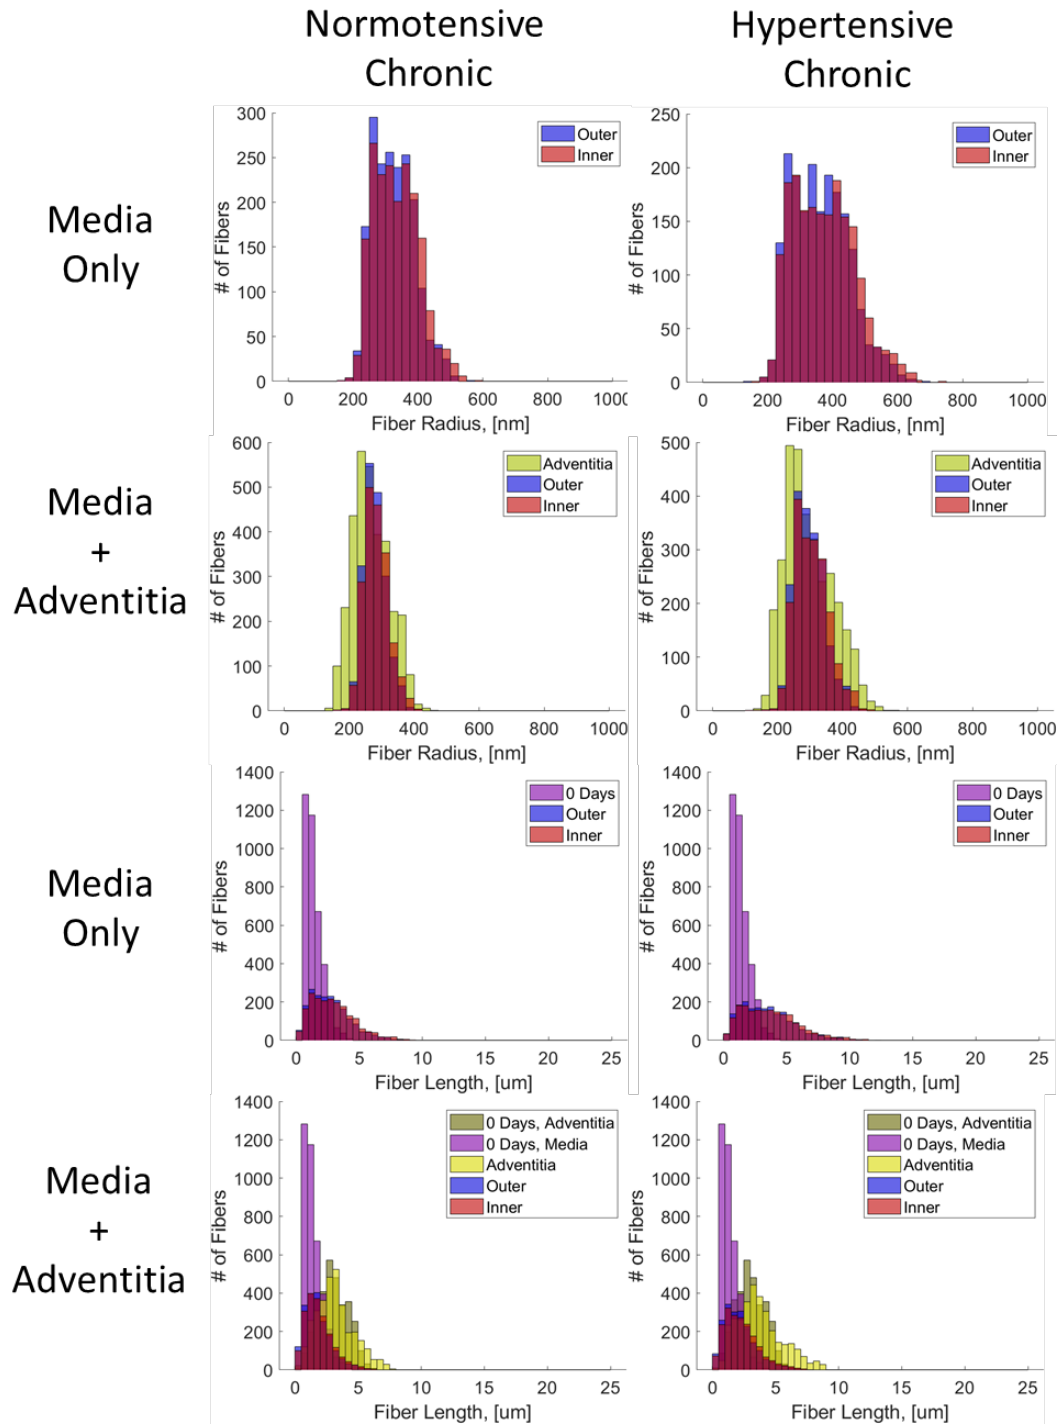 Normotensive
Chronic
Hypertensive
Chronic
Media
Only
300
250
200
150
100
50
0
# of Fibers
Outer
Inner
0 200 400 600 800 1000
Fiber Radius, [nm]
250
200
150
100
50
0
# of Fibers
Outer
Inner
0 200 400 600 800 1000
Fiber Radius, [nm]
Media
+
Adventitia
600
500
400
300
200
100
0
# of Fibers
Adventitia
Outer
Inner
0 200 400 600 800 1000
Fiber Radius, [nm]
500
400
300
200
100
0
# of Fibers
Adventitia
Outer
Inner
0 200 400 600 800 1000
Fiber Radius, [nm]
Media
Only
1400
1200
1000
800
600
400
200
0
# of Fibers
0 Days
Outer
Inner
0 5 10 15 20 25
Fiber Length, [um]
1400
1200
1000
800
600
400
200
0
# of Fibers
0 Days
Outer
Inner
0 5 10 15 20 25
Fiber Length, [um]
Media
+
Adventitia
1400
1200
1000
800
600
400
200
0
# of Fibers
0 Days, Adventitia
0 Days, Media
Adventitia
Outer
Inner
0 5 10 15 20 25
Fiber Length, [um]
1400
1200
1000
800
600
400
200
0
# of Fibers
0 Days, Adventitia
0 Days, Media
Adventitia
Outer
Inner
0 5 10 15 20 25
Fiber Length, [um]